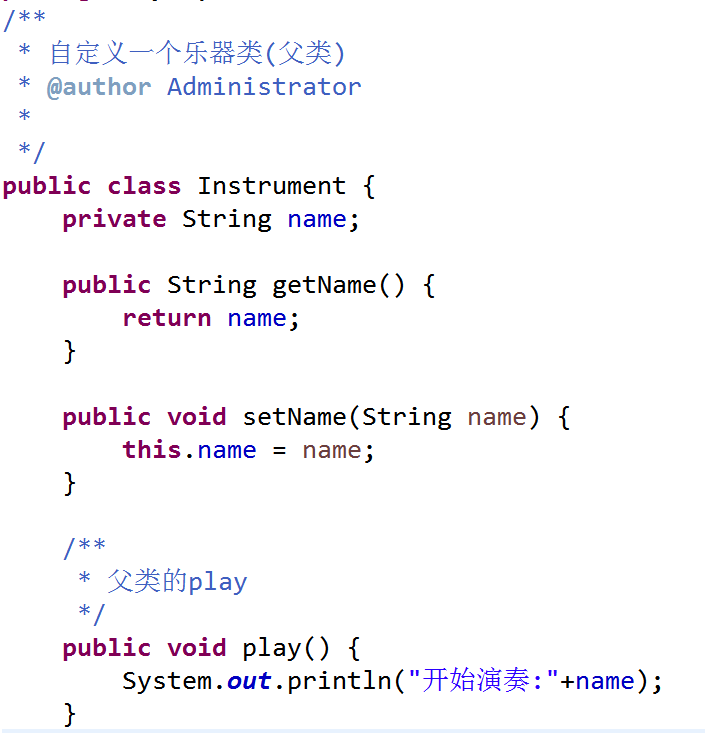 /**
 * 自定义一个乐器类(父类)
 * @author Administrator
 *
 */
public class Instrument {
    private String name;

    public String getName() {
        return name;
    }

    public void setName(String name) {
        this.name = name;
    }

    /**
     * 父类的play
     */
    public void play() {
        System.out.println("开始演奏:"+name);
    }